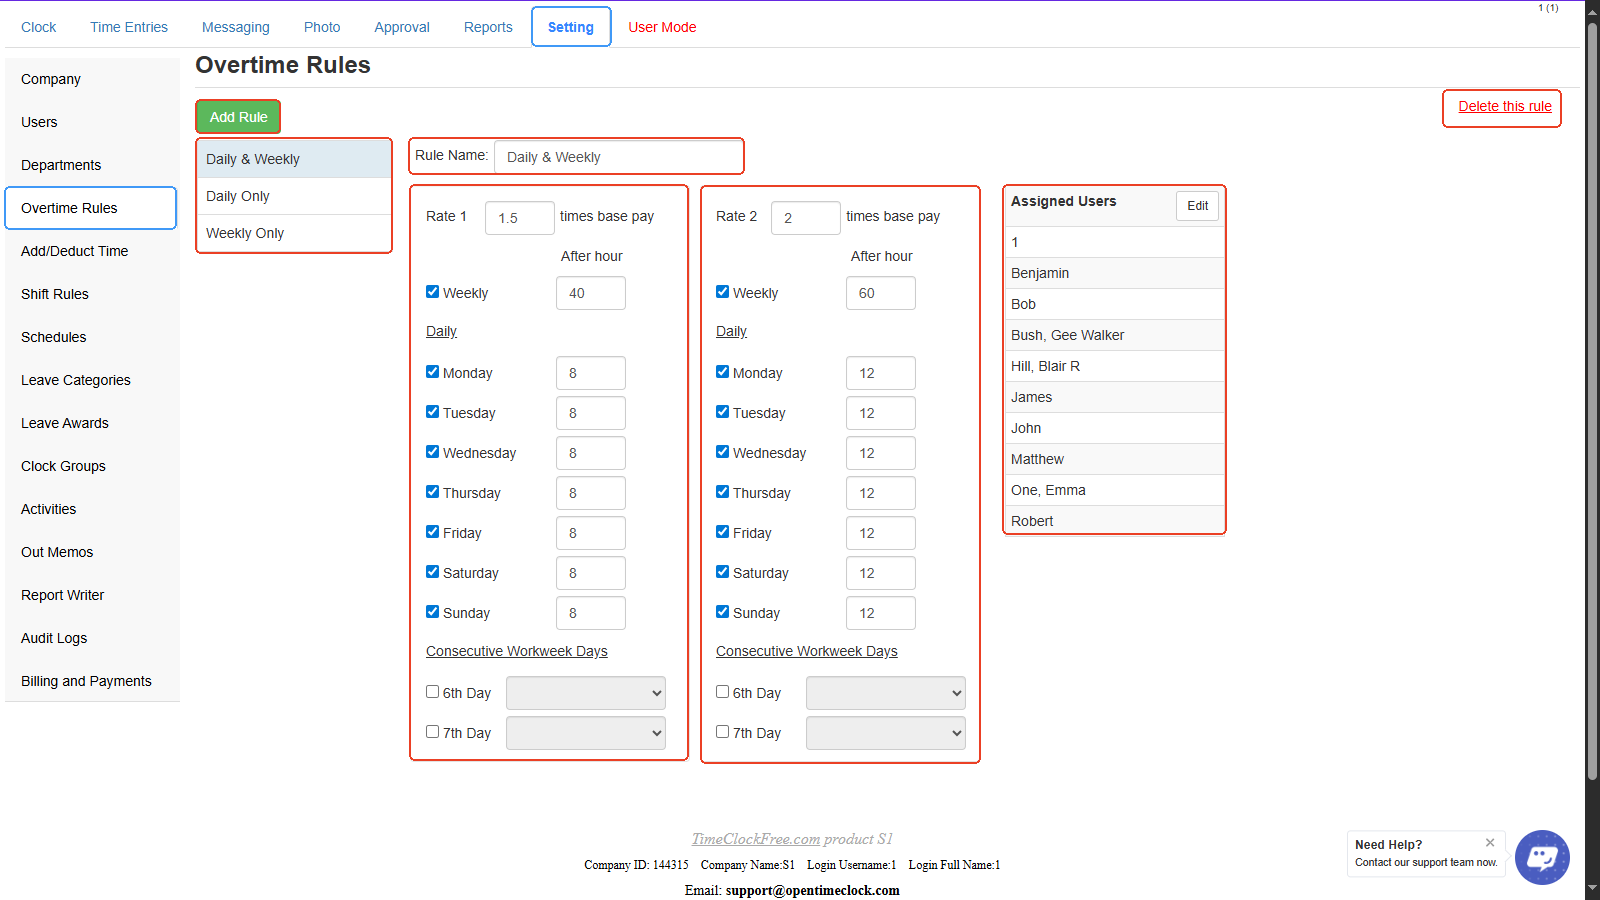 1 (1)
Clock Time Entries Messaging Photo Approval Reports Setting User Mode
Overtime Rules
Company
Users
Departments
Overtime Rules
Add/Deduct Time
Shift Rules
Schedules
Leave Categories
Leave Awards
Clock Groups
Activities
Out Memos
Report Writer
Audit Logs
Billing and Payments
Add Rule
Delete this rule
Daily & Weekly
Daily Only
Weekly Only
Rule Name: Daily & Weekly
Rate 1 1.5 times base pay
After hour
Weekly 40
Daily
Monday 8
Tuesday 8
Wednesday 8
Thursday 8
Friday 8
Saturday 8
Sunday 8
Consecutive Workweek Days
6th Day
7th Day
Rate 2 2 times base pay
After hour
Weekly 60
Daily
Monday 12
Tuesday 12
Wednesday 12
Thursday 12
Friday 12
Saturday 12
Sunday 12
Consecutive Workweek Days
6th Day
7th Day
Assigned Users Edit
1
Benjamin
Bob
Bush, Gee Walker
Hill, Blair R
James
John
Matthew
One, Emma
Robert
TimeClockFree.com product S1
Company ID: 144315 Company Name:S1 Login Username:1 Login Full Name:1
Email: support@opentimeclock.com
Need Help?
Contact our support team now.